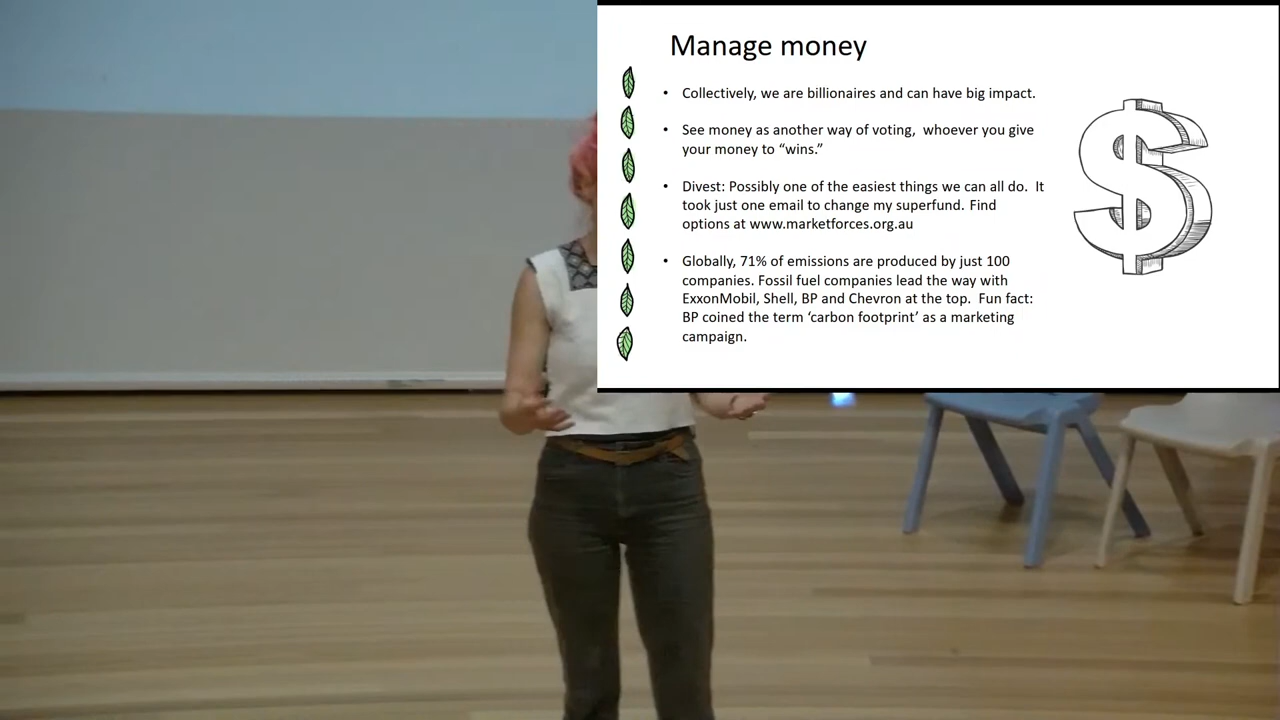 Manage money
• Collectively, we are billionaires and can have big impact.
• See money as another way of voting,  whoever you give
your money to “wins.”
• Divest: Possibly one of the easiest things we can all do.  It
took just one email to change my superfund. Find
options at www.marketforces.org.au
• Globally, 71% of emissions are produced by just 100
companies. Fossil fuel companies lead the way with
ExxonMobil, Shell, BP and Chevron at the top.  Fun fact:
BP coined the term ‘carbon footprint’ as a marketing
campaign.